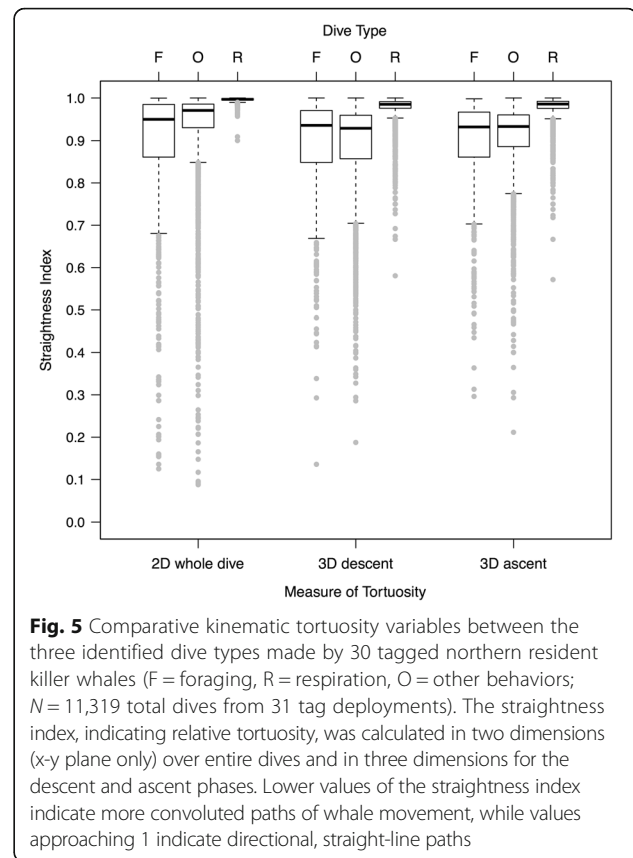 Dive Type
F O R F O R F O R
Straightness Index
1.0
0.9
0.8
0.7
0.6
0.5
0.4
0.3
0.2
0.1
0.0
2D whole dive 3D descent 3D ascent
Measure of Tortuosity
Fig. 5 Comparative kinematic tortuosity variables between the
three identified dive types made by 30 tagged northern resident
killer whales (F = foraging, R = respiration, O = other behaviors;
N = 11,319 total dives from 31 tag deployments). The straightness
index, indicating relative tortuosity, was calculated in two dimensions
(x-y plane only) over entire dives and in three dimensions for the
descent and ascent phases. Lower values of the straightness index
indicate more convoluted paths of whale movement, while values
approaching 1 indicate directional, straight-line paths